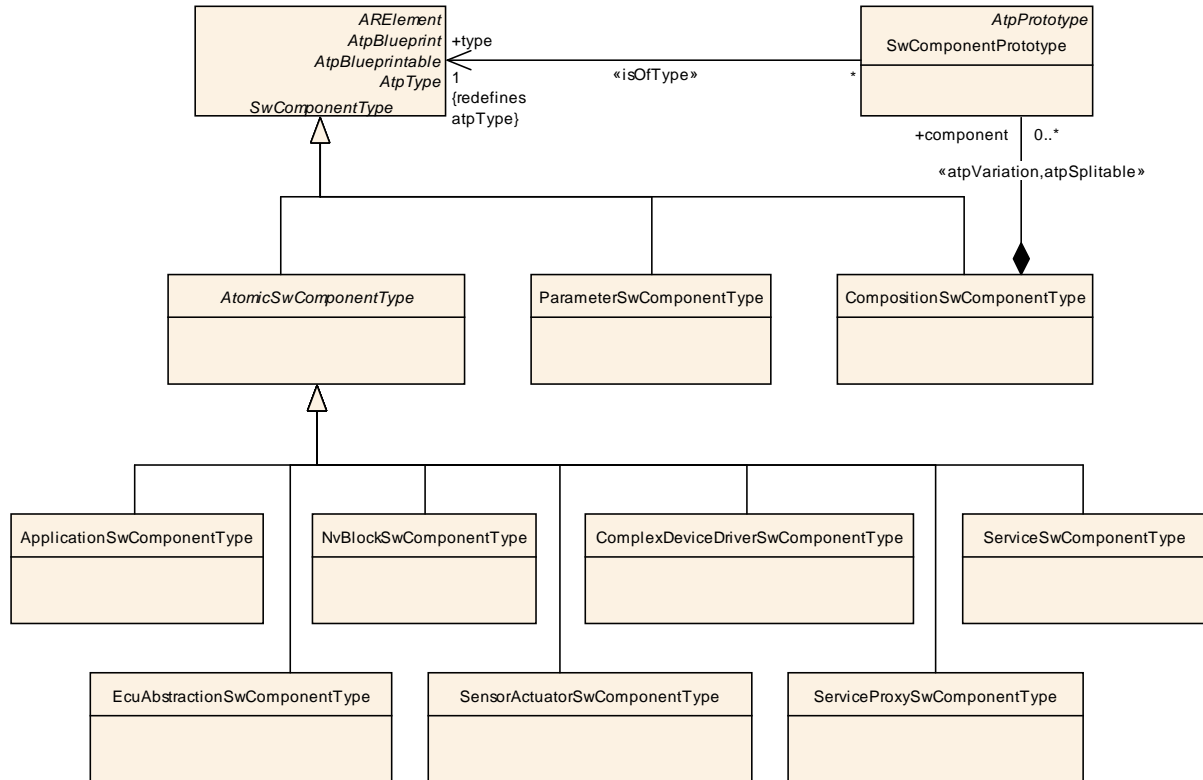 ARElement
AtpBlueprint
AtpBlueprintable
AtpType
SwComponentType
+type
1
{redefines
atpType}
«isOfType»
*
AtpPrototype
SwComponentPrototype
+component 0..*
«atpVariation,atpSplitable»
AtomicSwComponentType
ParameterSwComponentType
CompositionSwComponentType
ApplicationSwComponentType
NvBlockSwComponentType
ComplexDeviceDriverSwComponentType
ServiceSwComponentType
EcuAbstractionSwComponentType
SensorActuatorSwComponentType
ServiceProxySwComponentType